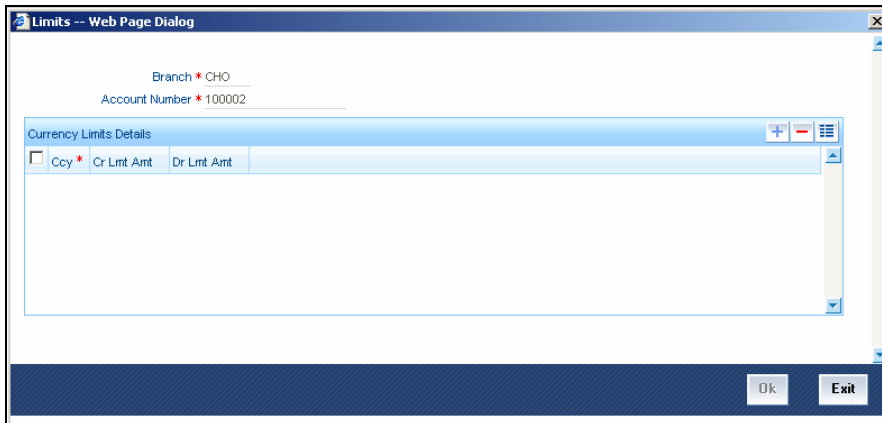 Limits -- Web Page Dialog
Branch * CHO
Account Number * 100002
Currency Limits Details
Ccy * Cr Lmt Amt Dr Lmt Amt
Ok Exit